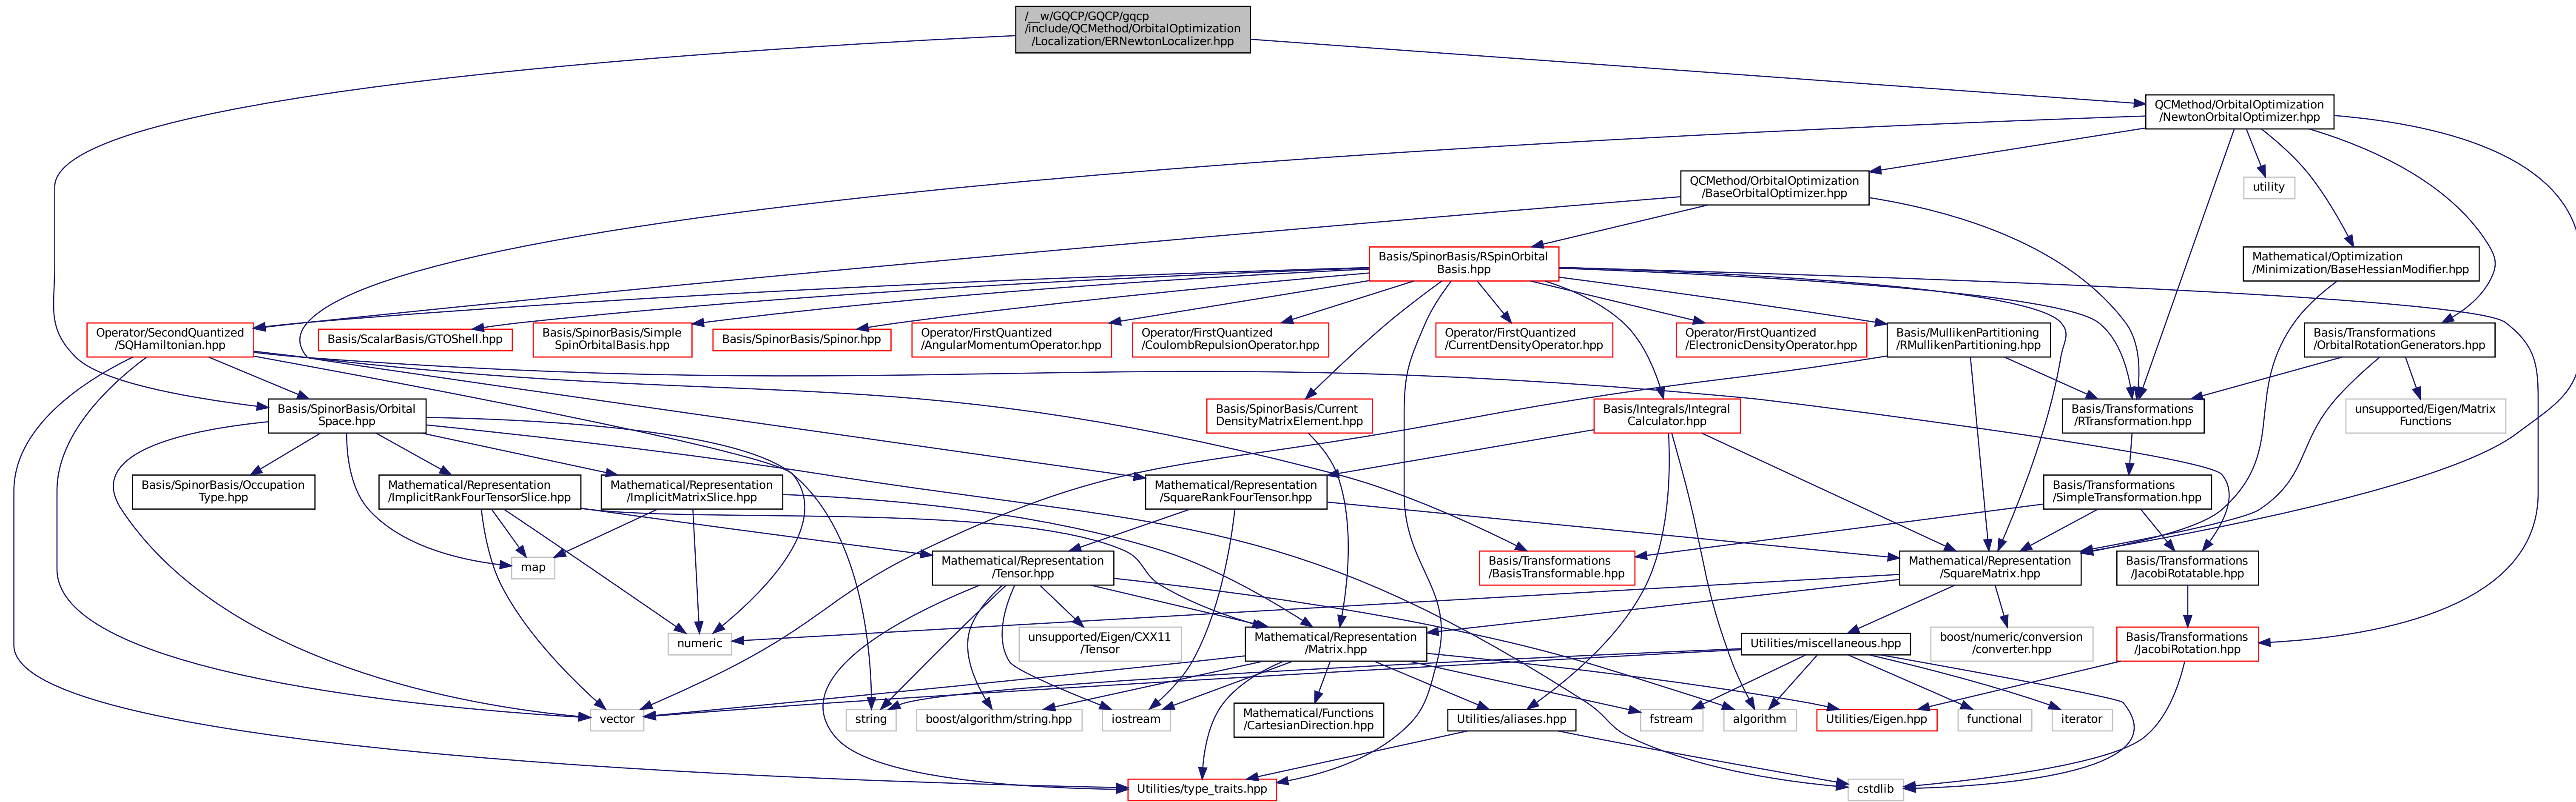 /__w/GQCP/GQCP/gqcp
/include/QCMethod/OrbitalOptimization
/Localization/ERNewtonLocalizer.hpp
QCMethod/OrbitalOptimization
/NewtonOrbitalOptimizer.hpp
QCMethod/OrbitalOptimization
/BaseOrbitalOptimizer.hpp
utility
Basis/SpinorBasis/RSpinOrbital
Basis.hpp
Mathematical/Optimization
/Minimization/BaseHessianModifier.hpp
Operator/SecondQuantized
/SQHamiltonian.hpp
Basis/ScalarBasis/GTOShell.hpp
Basis/SpinorBasis/Simple
SpinOrbitalBasis.hpp
Basis/SpinorBasis/Spinor.hpp
Operator/FirstQuantized
/AngularMomentumOperator.hpp
Operator/FirstQuantized
/CoulombRepulsionOperator.hpp
Operator/FirstQuantized
/CurrentDensityOperator.hpp
Operator/FirstQuantized
/ElectronicDensityOperator.hpp
Basis/MullikenPartitioning
/RMullikenPartitioning.hpp
Basis/Transformations
/OrbitalRotationGenerators.hpp
Basis/SpinorBasis/Orbital
Space.hpp
Basis/SpinorBasis/Current
DensityMatrixElement.hpp
Basis/Integrals/Integral
Calculator.hpp
Basis/Transformations
/RTransformation.hpp
unsupported/Eigen/Matrix
Functions
Basis/SpinorBasis/Occupation
Type.hpp
Mathematical/Representation
/ImplicitRankFourTensorSlice.hpp
Mathematical/Representation
/ImplicitMatrixSlice.hpp
Mathematical/Representation
/SquareRankFourTensor.hpp
Basis/Transformations
/SimpleTransformation.hpp
map
Mathematical/Representation
/Tensor.hpp
Basis/Transformations
/BasisTransformable.hpp
Mathematical/Representation
/SquareMatrix.hpp
Basis/Transformations
/JacobiRotatable.hpp
numeric
unsupported/Eigen/CXX11
/Tensor
Mathematical/Representation
/Matrix.hpp
Utilities/miscellaneous.hpp
boost/numeric/conversion
/converter.hpp
Basis/Transformations
/JacobiRotation.hpp
vector
string
boost/algorithm/string.hpp
iostream
Mathematical/Functions
/CartesianDirection.hpp
Utilities/aliases.hpp
fstream
algorithm
Utilities/Eigen.hpp
functional
iterator
Utilities/type_traits.hpp
cstdlib